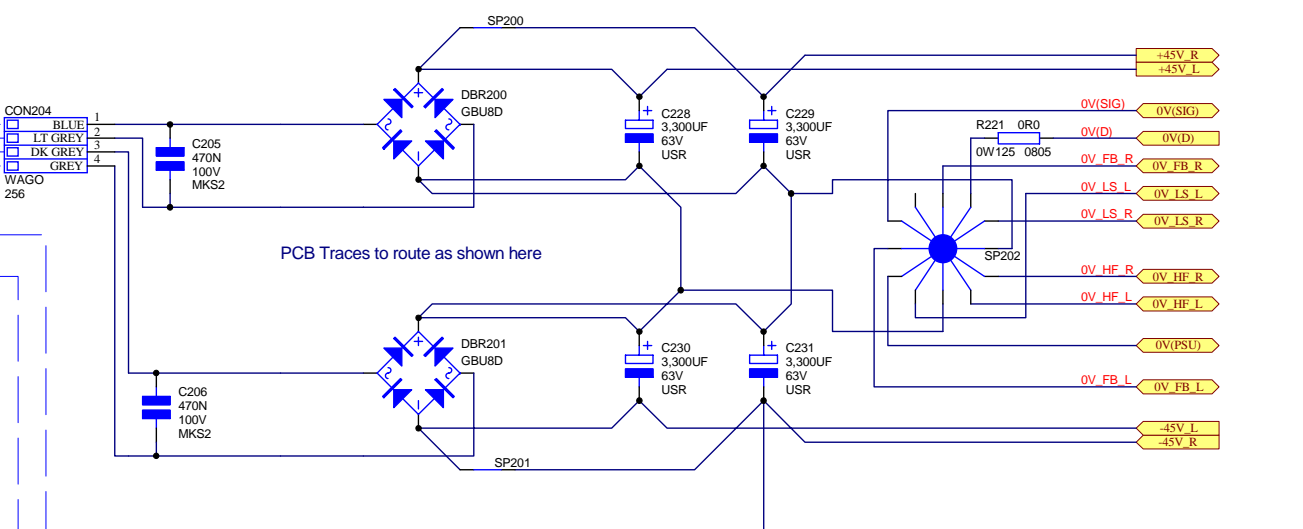 SP200
+45V_R
+45V_L
CON204
BLUE 1
LT GREY 2
DK GREY 3
GREY 4
WAGO
256
C205
470N
100V
MKS2
DBR200
GBU8D
+
C228
3,300UF
63V
USR
+
C229
3,300UF
63V
USR
0V(SIG) 0V(SIG)
R221 0R0
0W125 0805
0V(D) 0V(D)
0V_FB_R 0V_FB_R
0V_LS_L 0V_LS_L
0V_LS_R 0V_LS_R
SP202
0V_HF_R 0V_HF_R
0V_HF_L 0V_HF_L
0V(PSU)
0V_FB_L 0V_FB_L
PCB Traces to route as shown here
C206
470N
100V
MKS2
DBR201
GBU8D
+
C230
3,300UF
63V
USR
+
C231
3,300UF
63V
USR
-45V_L
-45V_R
SP201